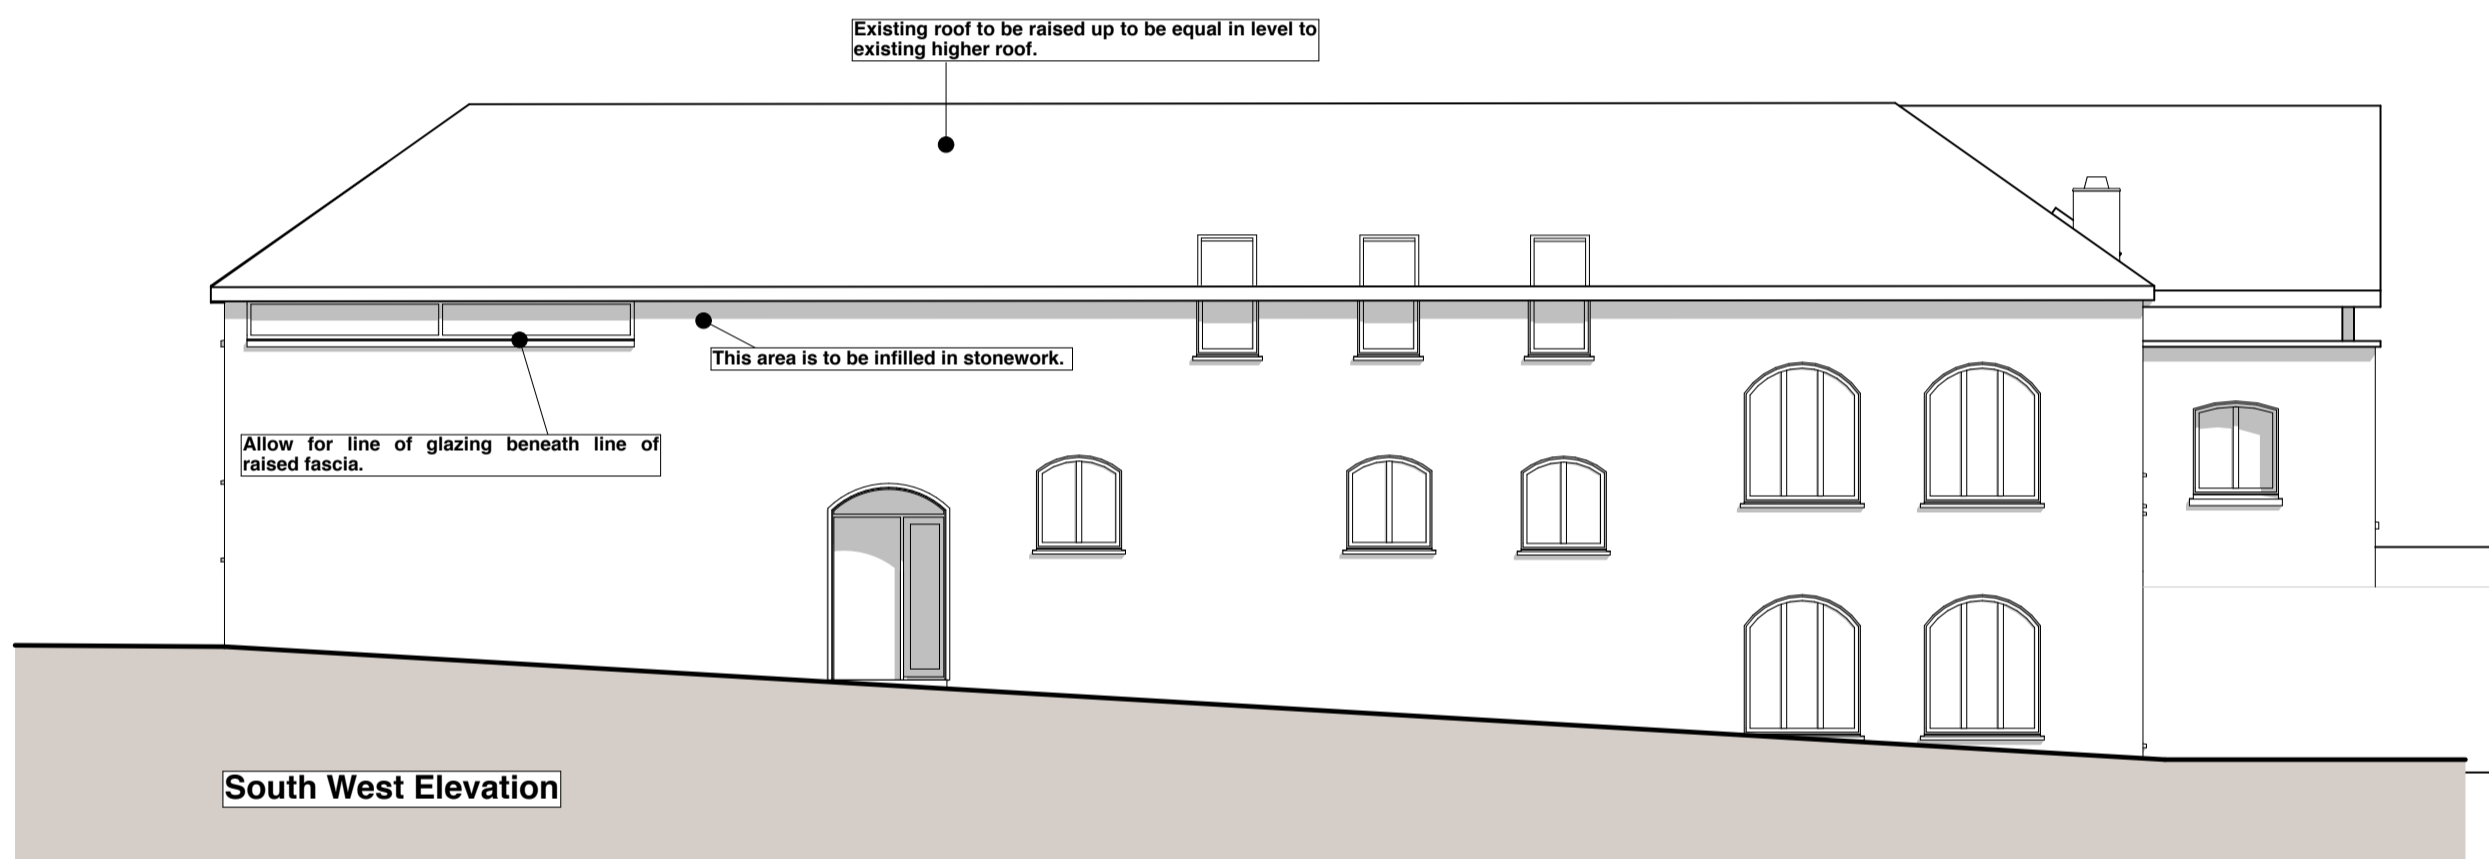 Existing roof to be raised up to be equal in level to
existing higher roof.
This area is to be infilled in stonework.
Allow for line of glazing beneath line of
raised fascia.
South West Elevation